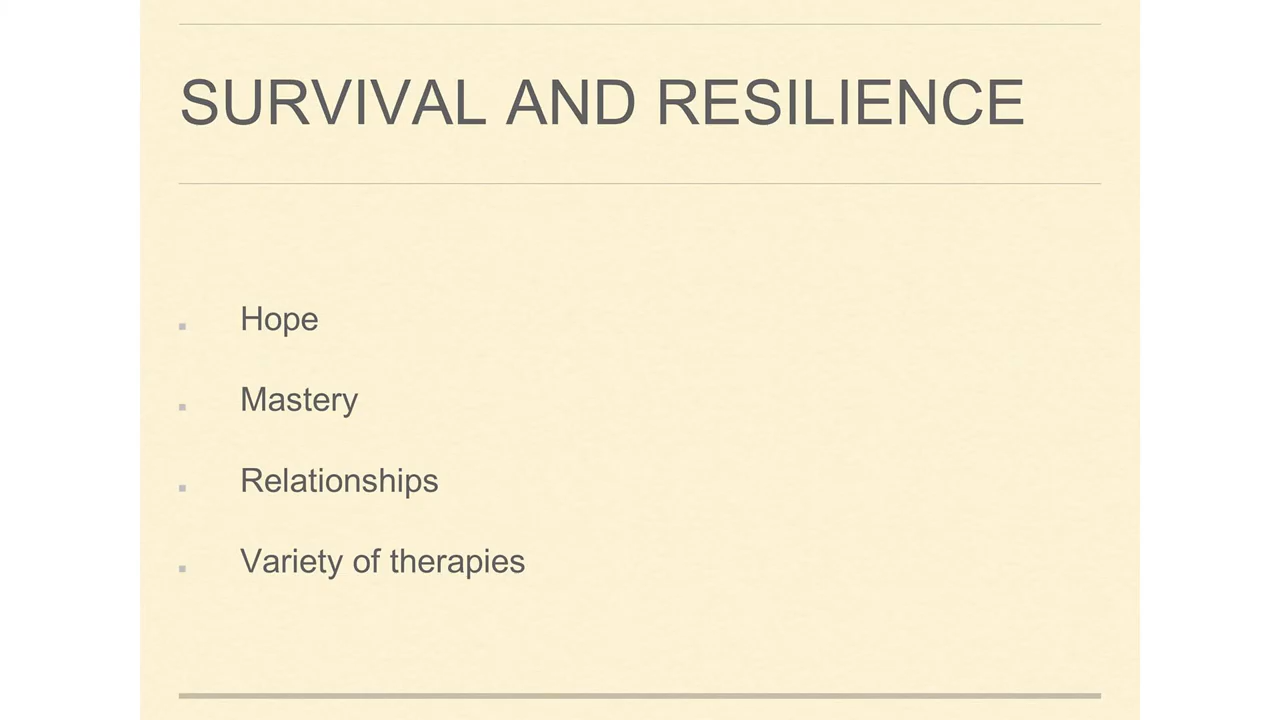 SURVIVAL AND RESILIENCE
Hope
Mastery
Relationships
Variety of therapies